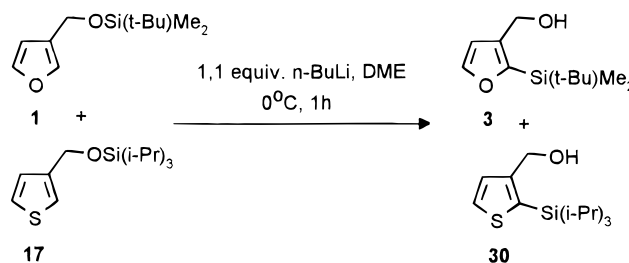 OSi(t-Bu)Me2
O
1
+
OSi(i-Pr)3
S
17
1,1 equiv. n-BuLi, DME
0°C, 1h
OH
O
Si(t-Bu)Me2
3
+
OH
S
Si(i-Pr)3
30